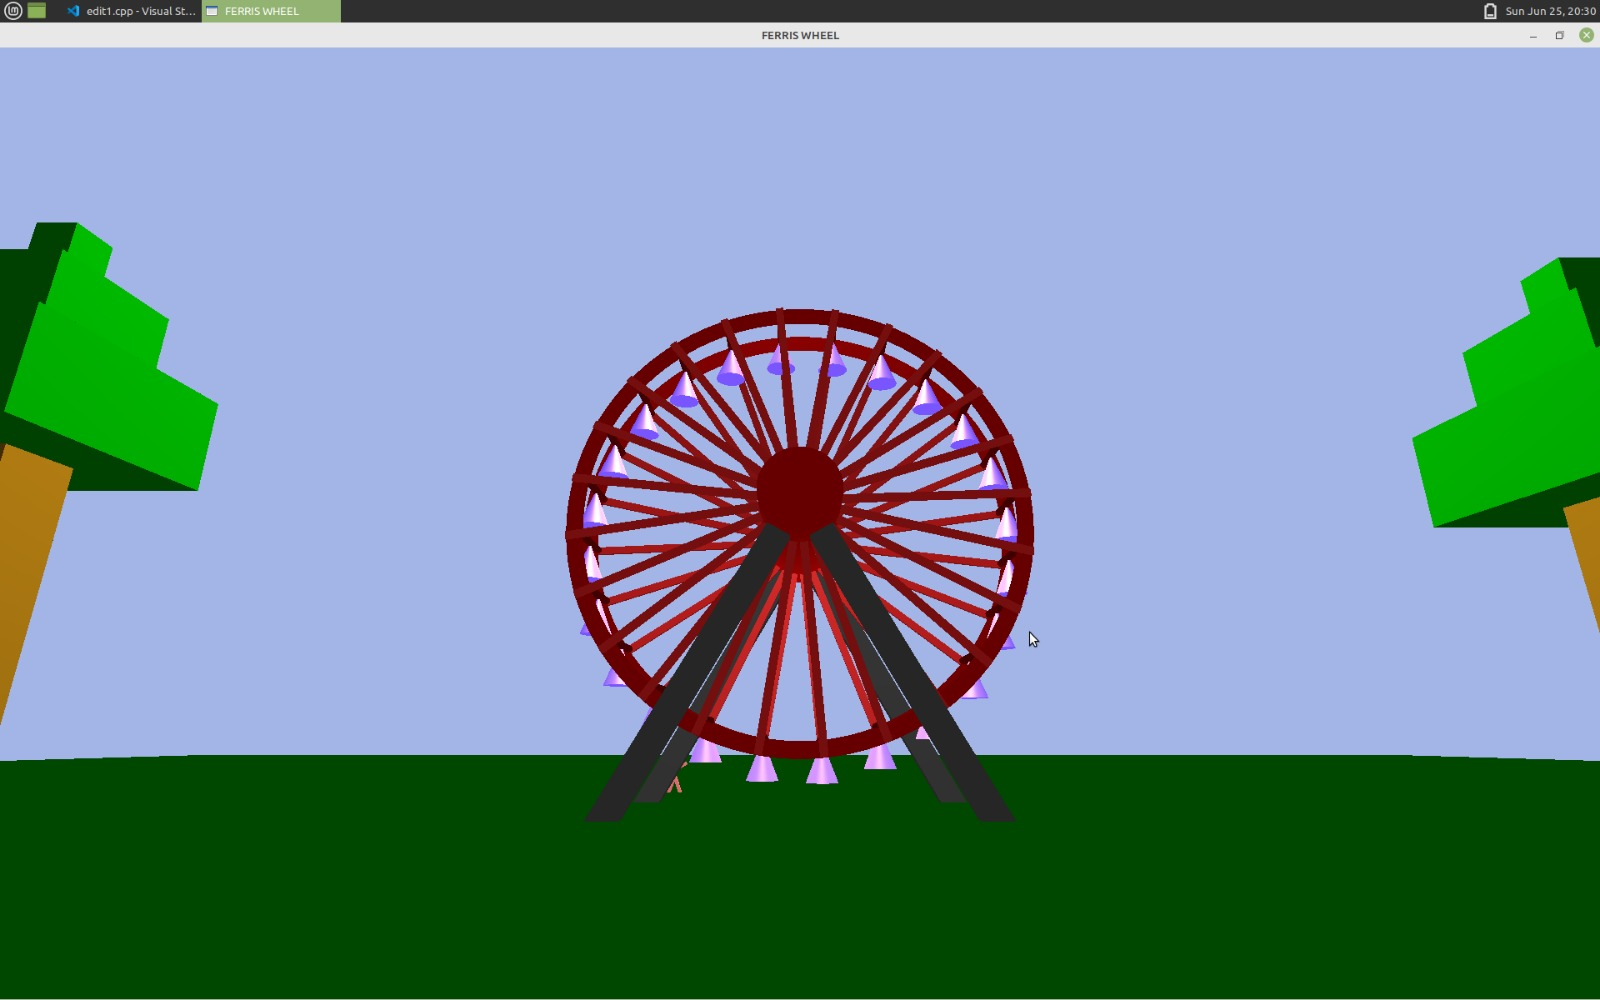 edit1.cpp - Visual St...
FERRIS WHEEL
Sun Jun 25, 20:30
FERRIS WHEEL